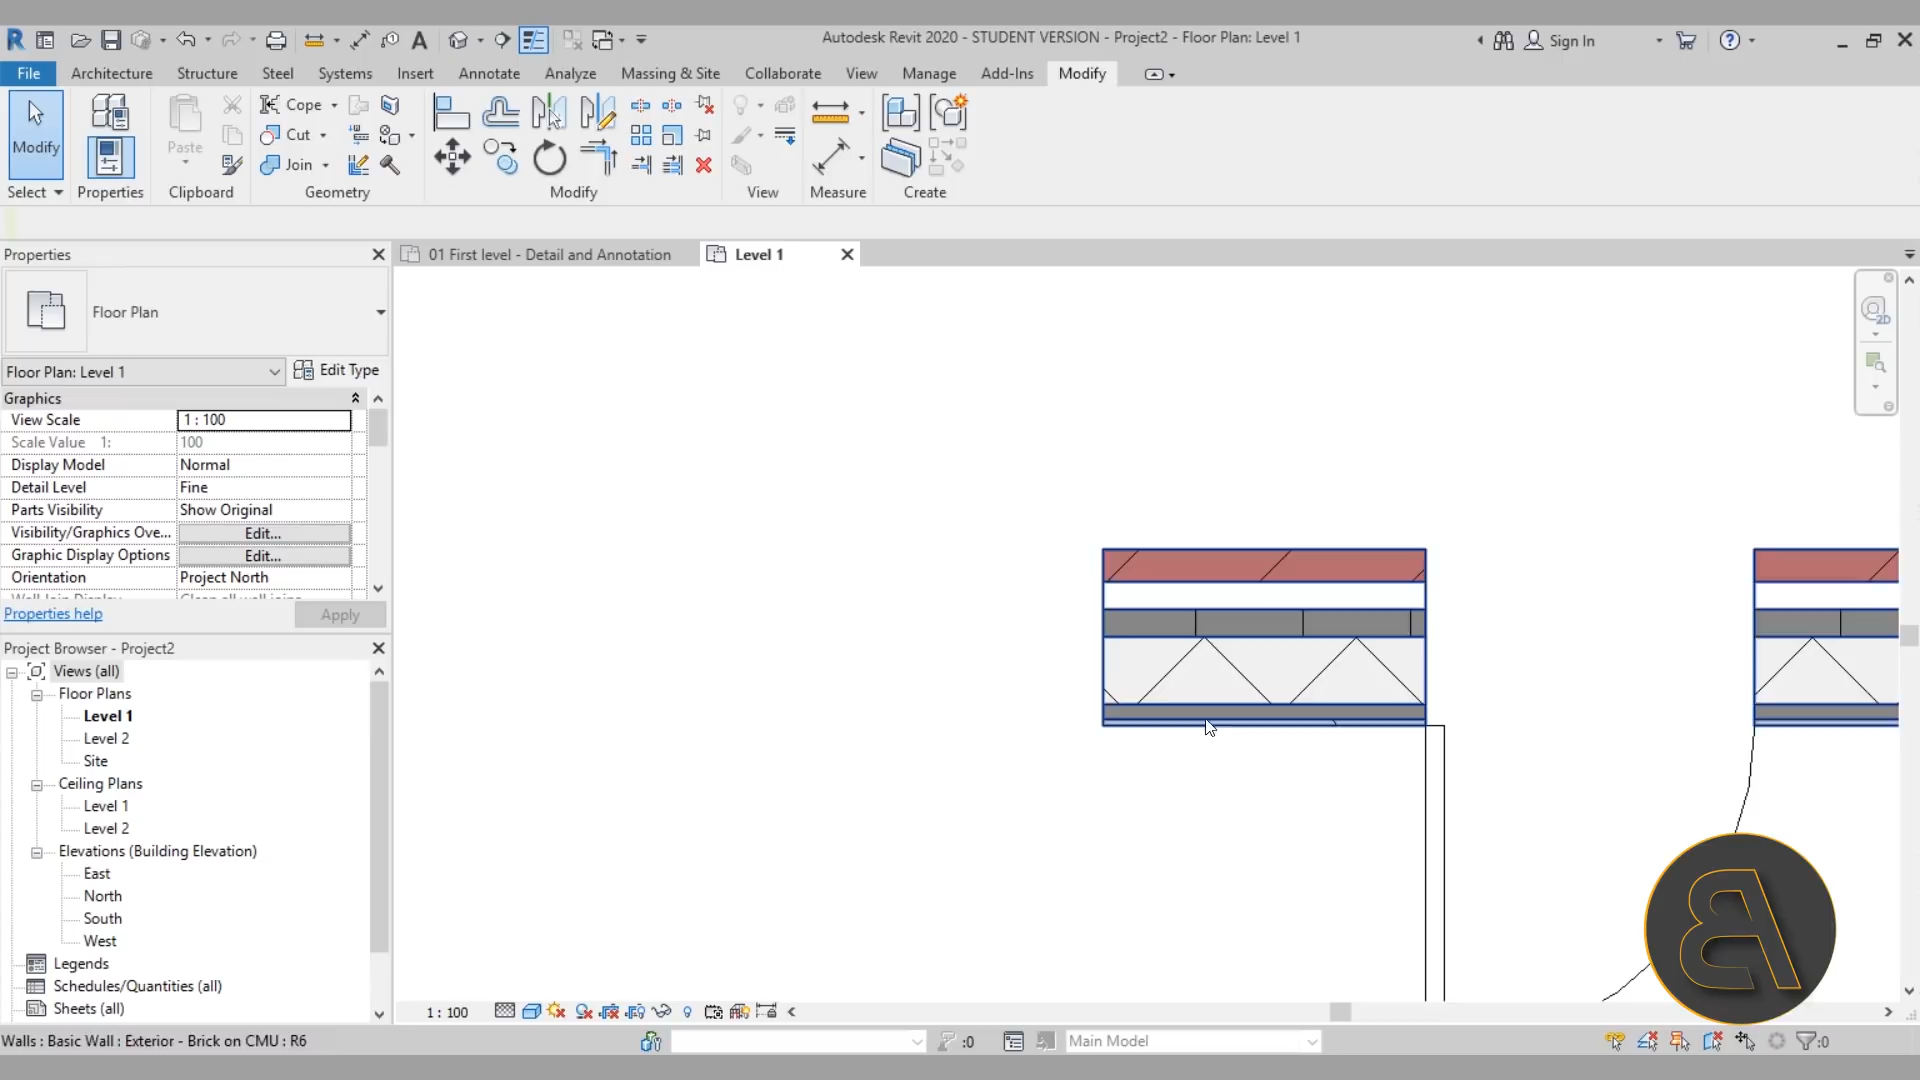 Autodesk Revit 2020 - STUDENT VERSION - Project2 - Floor Plan: Level 1
Sign In
File Architecture Structure Steel Systems Insert Annotate Analyze Massing & Site Collaborate View Manage Add-Ins Modify
Modify
Paste
Cope
Cut
Join
Select Properties Clipboard Geometry Modify View Measure Create
Properties
01 First level - Detail and Annotation
Level 1
Floor Plan
Floor Plan: Level 1
Edit Type
Graphics
View Scale 1 : 100
Scale Value 1: 100
Display Model Normal
Detail Level Fine
Parts Visibility Show Original
Visibility/Graphics Ove... Edit...
Graphic Display Options Edit...
Orientation Project North
Properties help
Apply
Project Browser - Project2
Views (all)
Floor Plans
Level 1
Level 2
Site
Ceiling Plans
Level 1
Level 2
Elevations (Building Elevation)
East
North
South
West
Legends
Schedules/Quantities (all)
Sheets (all)
2D
1 : 100
Walls : Basic Wall : Exterior - Brick on CMU : R6
:0
Main Model
:0